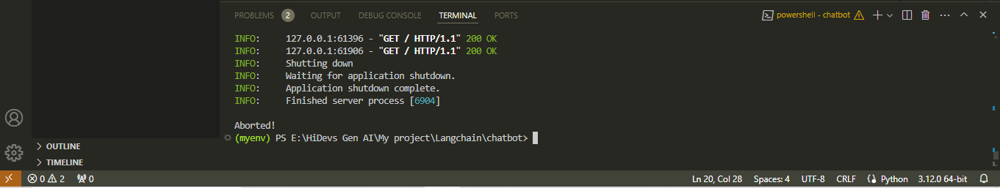 PROBLEMS 2 OUTPUT DEBUG CONSOLE TERMINAL PORTS powershell - chatbot
INFO: 127.0.0.1:61396 - "GET / HTTP/1.1" 200 OK
INFO: 127.0.0.1:61906 - "GET / HTTP/1.1" 200 OK
INFO: Shutting down
INFO: Waiting for application shutdown.
INFO: Application shutdown complete.
INFO: Finished server process [6904]
Aborted!
(myenv) PS E:\HiDevs Gen AI\My project\Langchain\chatbot>
OUTLINE
TIMELINE
0 2 0 Ln 20, Col 28 Spaces: 4 UTF-8 CRLF Python 3.12.0 64-bit